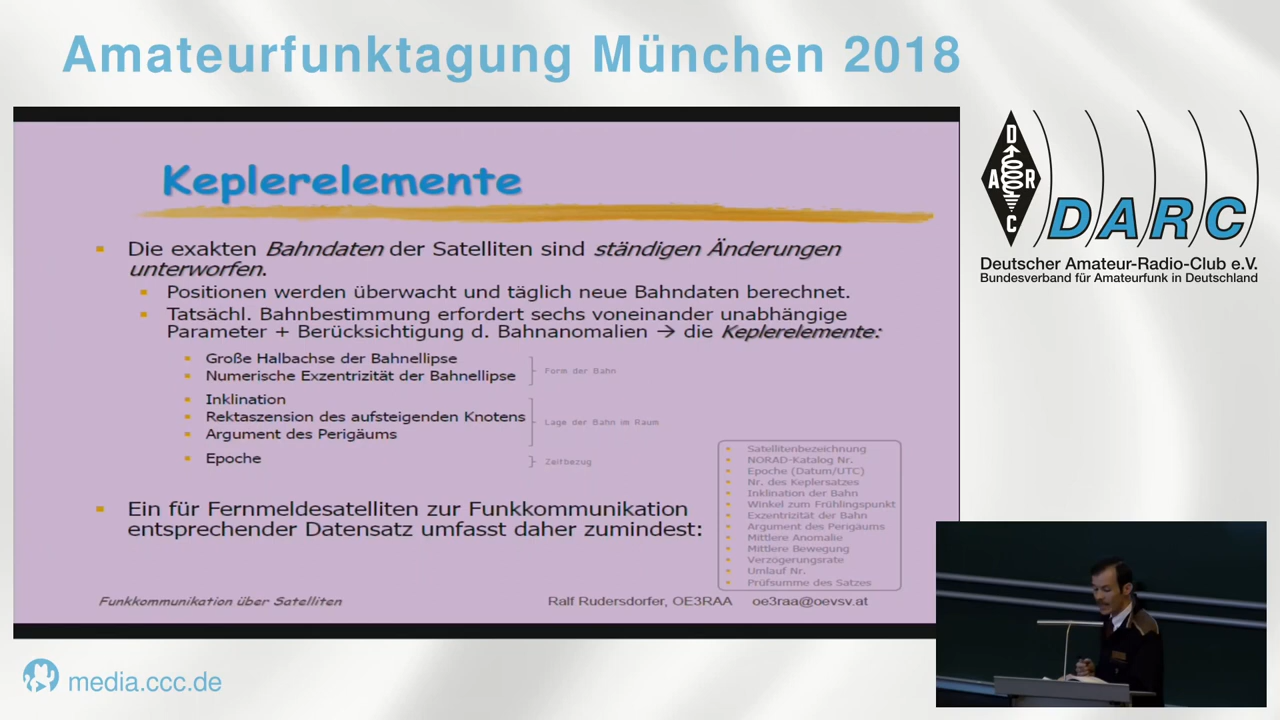 Amateurfunktagung München 2018
Keplerelemente
Die exakten Bahndaten der Satelliten sind ständigen Änderungen
unterworfen.
Positionen werden überwacht und täglich neue Bahndaten berechnet.
Tatsächl. Bahnbestimmung erfordert sechs voneinander unabhängige
Parameter + Berücksichtigung d. Bahnanomalien → die Keplerelemente:
Große Halbachse der Bahnellipse
Numerische Exzentrizität der Bahnellipse
Form der Bahn
Inklination
Rektaszension des aufsteigenden Knotens
Argument des Perigäums
Lage der Bahn im Raum
Epoche
Zeitbezug
Ein für Fernmeldesatelliten zur Funkkommunikation
entsprechender Datensatz umfasst daher zumindest:
Satellitenbezeichnung
NORAD-Katalog Nr.
Epoche (Datum/UTC)
Nr. des Keplersatzes
Inklination der Bahn
Winkel zum Frühlingspunkt
Exzentrizität der Bahn
Argument des Perigäums
Mittlere Anomalie
Mittlere Bewegung
Verzögerungsrate
Umlauf Nr.
Prüfsumme des Satzes
Funkkommunikation über Satelliten
Ralf Rudersdorfer, OE3RAA oe3raa@oevsv.at
D
A R
C
DARC
Deutscher Amateur-Radio-Club e.V.
Bundesverband für Amateurfunk in Deutschland
media.ccc.de